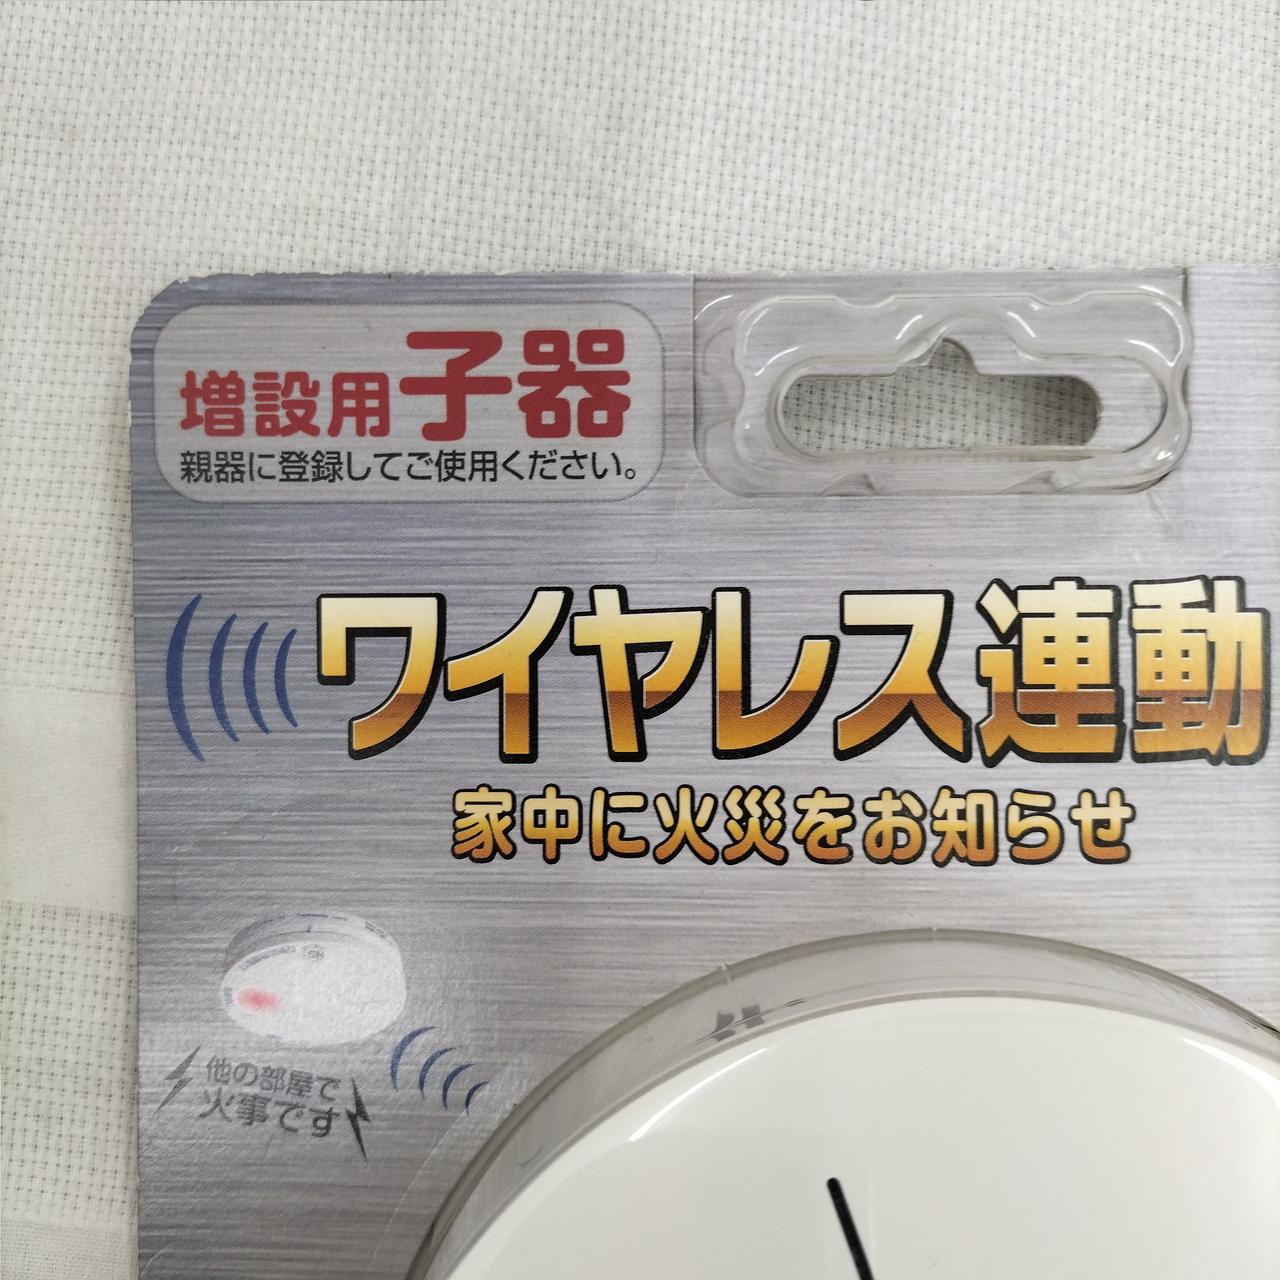 増設用子器
親器に登録してご使用ください。
ワイヤレス連動
家中に火災をお知らせ
他の部屋で
火事です